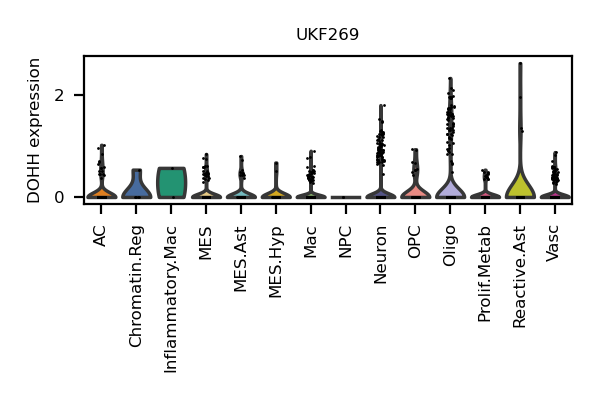 UKF269
DOHH expression
2
0
AC
Chromatin.Reg
Inflammatory.Mac
MES
MES.Ast
MES.Hyp
Mac
NPC
Neuron
OPC
Oligo
Prolif.Metab
Reactive.Ast
Vasc